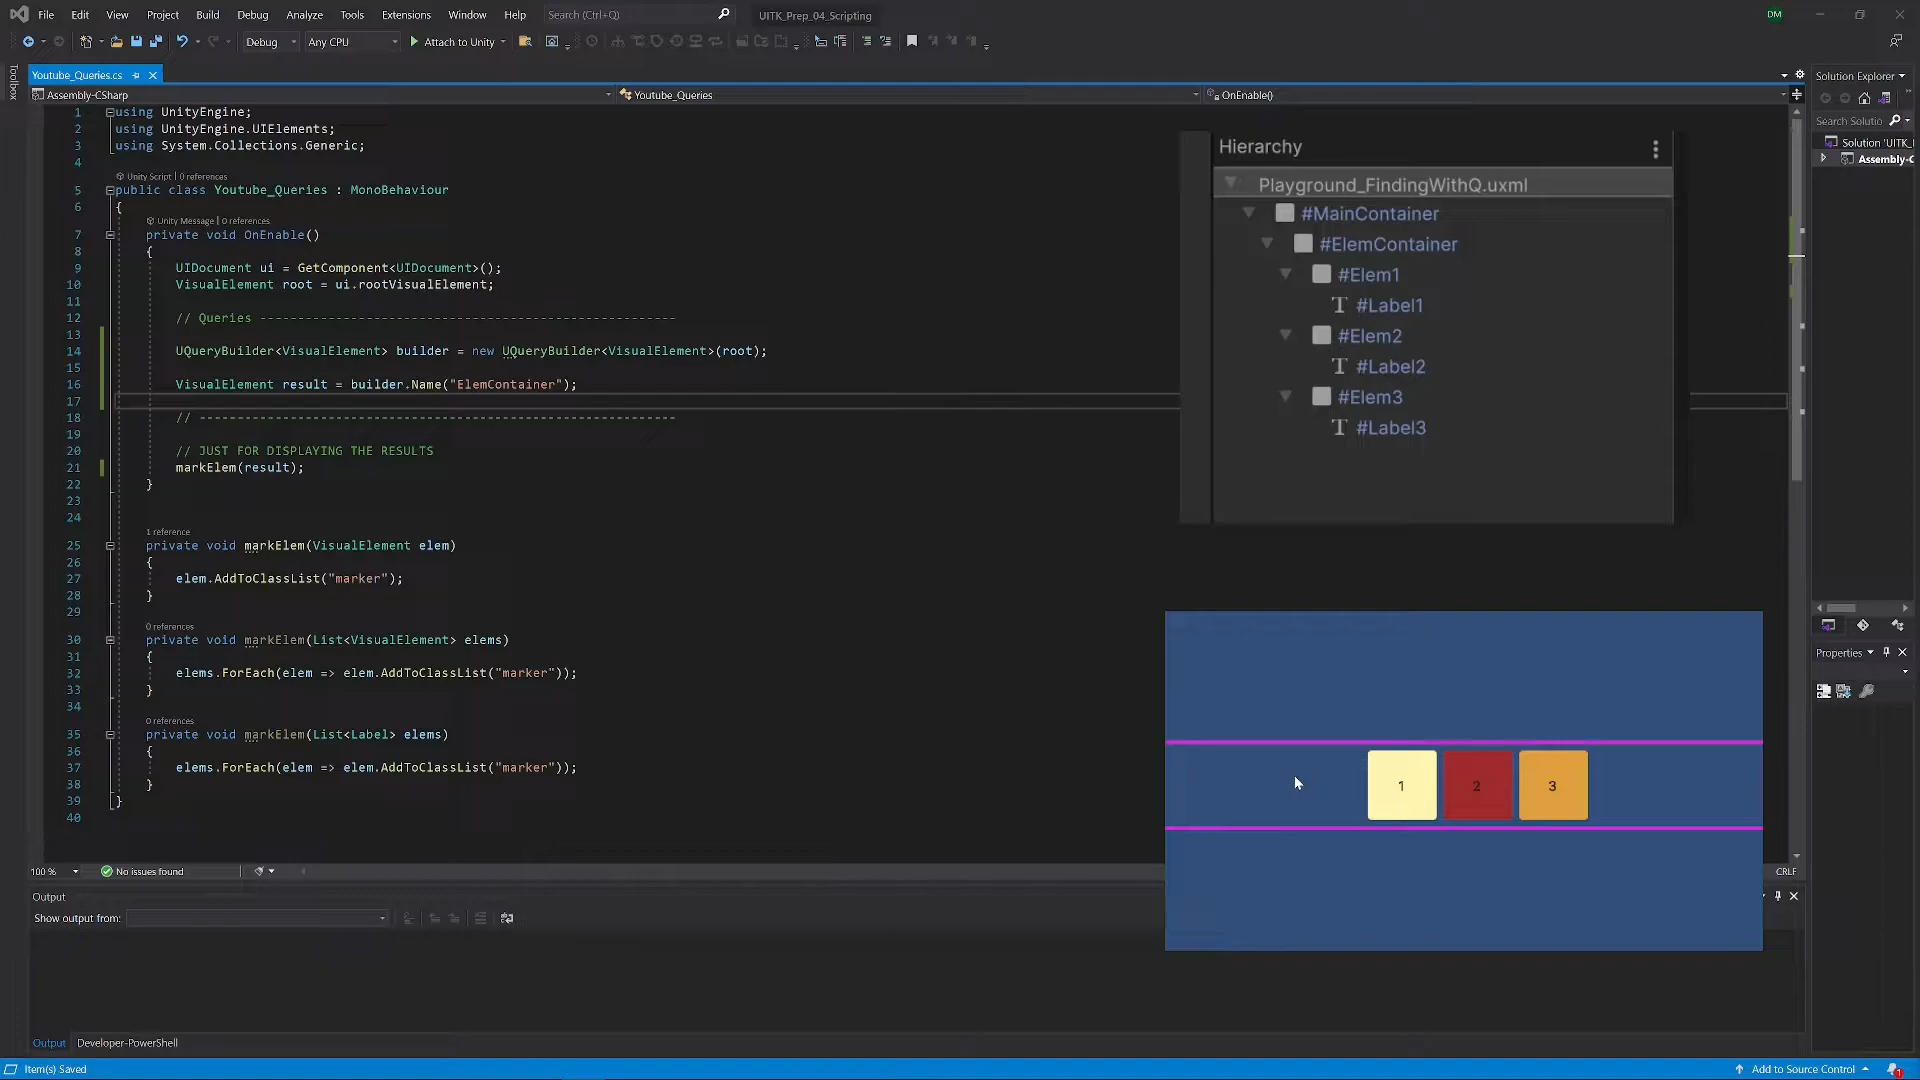 File Edit View Project Build Debug Analyze Tools Extensions Window Help Search (Ctrl+Q) UITK_Prep_04_Scripting DM
Debug Any CPU Attach to Unity
Toolbox
Youtube_Queries.cs
Assembly-CSharp Youtube_Queries OnEnable()
1 using UnityEngine;
2 using UnityEngine.UIElements;
3 using System.Collections.Generic;
4
Unity Script | 0 references
5 public class Youtube_Queries : MonoBehaviour
6 {
Unity Message | 0 references
7 private void OnEnable()
8 {
9 UIDocument ui = GetComponent<UIDocument>();
10 VisualElement root = ui.rootVisualElement;
11
12 // Queries -------------------------------------------------------
13
14 UQueryBuilder<VisualElement> builder = new UQueryBuilder<VisualElement>(root);
15
16 VisualElement result = builder.Name("ElemContainer");
17
18 // ---------------------------------------------------------------
19
20 // JUST FOR DISPLAYING THE RESULTS
21 markElem(result);
22 }
23
24
1 reference
25 private void markElem(VisualElement elem)
26 {
27 elem.AddToClassList("marker");
28 }
29
0 references
30 private void markElem(List<VisualElement> elems)
31 {
32 elems.ForEach(elem => elem.AddToClassList("marker"));
33 }
34
0 references
35 private void markElem(List<Label> elems)
36 {
37 elems.ForEach(elem => elem.AddToClassList("marker"));
38 }
39 }
40
Hierarchy
Playground_FindingWithQ.uxml
#MainContainer
#ElemContainer
#Elem1
#Label1
#Elem2
#Label2
#Elem3
#Label3
1 2 3
Solution Explorer
Search Solutio
Solution 'UITK_
Assembly-C
Properties
100 % No issues found CRLF
Output
Show output from:
Output Developer-PowerShell
Item(s) Saved Add to Source Control 1